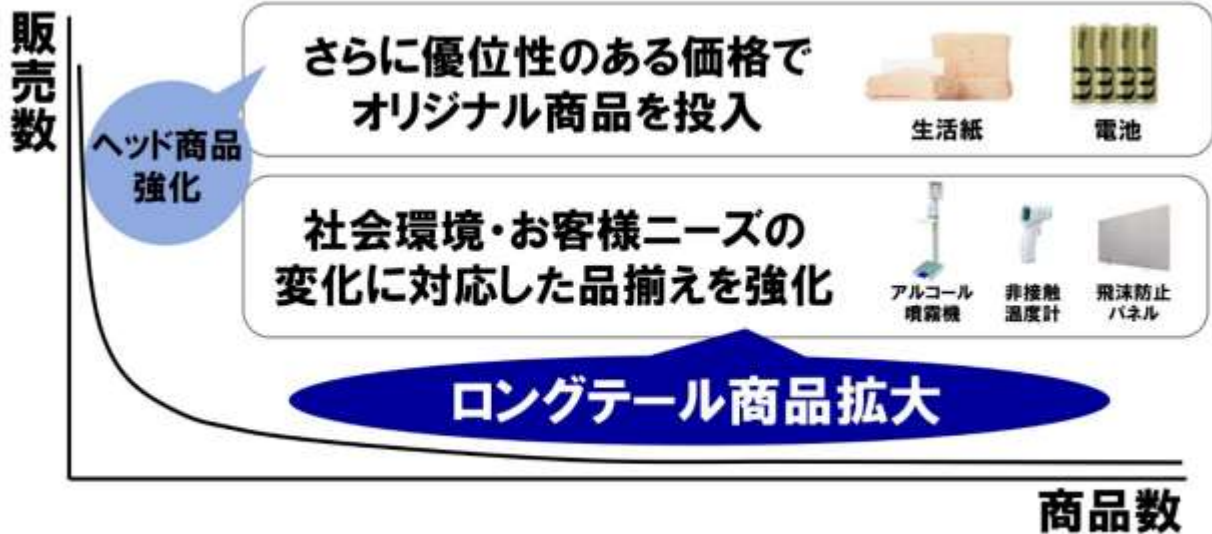 販売数
さらに優位性のある価格で
オリジナル商品を投入
生活紙
電池
ヘッド商品
強化
社会環境・お客様ニーズの
変化に対応した品揃えを強化
アルコール
噴霧機
非接触
温度計
飛沫防止
パネル
ロングテール商品拡大
商品数